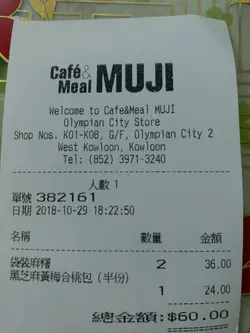 Café&
Meal MUJI
Welcome to Cafe&Meal MUJI
Olympian City Store
Shop Nos. K01-K08, G/F, Olympian City 2
West Kowloon, Kowloon
Tel: (852) 3971-3240
人數 1
單號 382161
日期 2018-10-29 18:22:50
名稱 數量 金額
袋裝麻糬 2 36.00
黑芝麻黃梅合桃包（半份）
1 24.00
總金額:$60.00